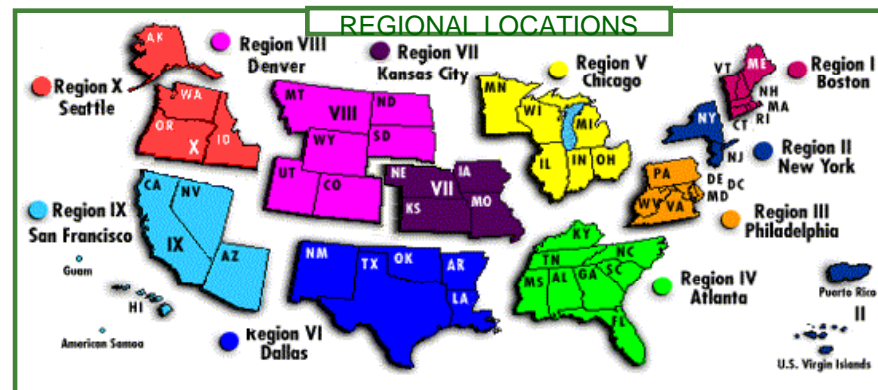 REGIONAL LOCATIONS
AK
Region X
Seattle
WA
OR
ID
X
Region VIII
Denver
MT
ND
VIII
SD
WY
UT
CO
Region VII
Kansas City
NE
IA
VII
KS
MO
Region V
Chicago
MN
WI
MI
IL
IN
OH
Region I
Boston
VT
ME
NH
MA
RI
CT
Region II
New York
NY
NJ
PA
DE
DC
MD
WV
VA
Region III
Philadelphia
Region IX
San Francisco
CA
NV
IX
AZ
Guam
HI
American Samoa
Region VI
Dallas
NM
TX
OK
AR
LA
KY
TN
NC
SC
MS
AL
GA
FL
Region IV
Atlanta
Puerto Rico
II
U.S. Virgin Islands